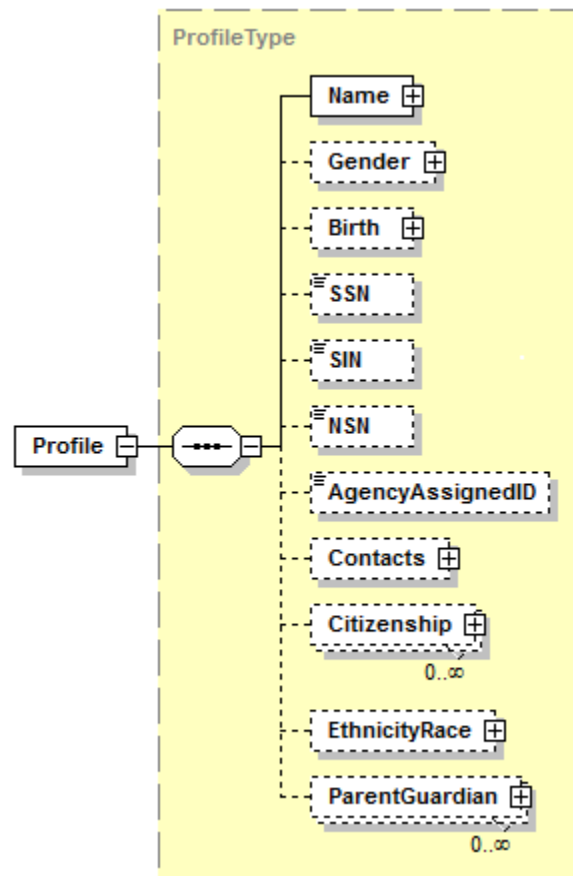 ProfileType
Name
Gender
Birth
SSN
SIN
NSN
Profile
AgencyAssignedID
Contacts
Citizenship
0..∞
EthnicityRace
ParentGuardian
0..∞